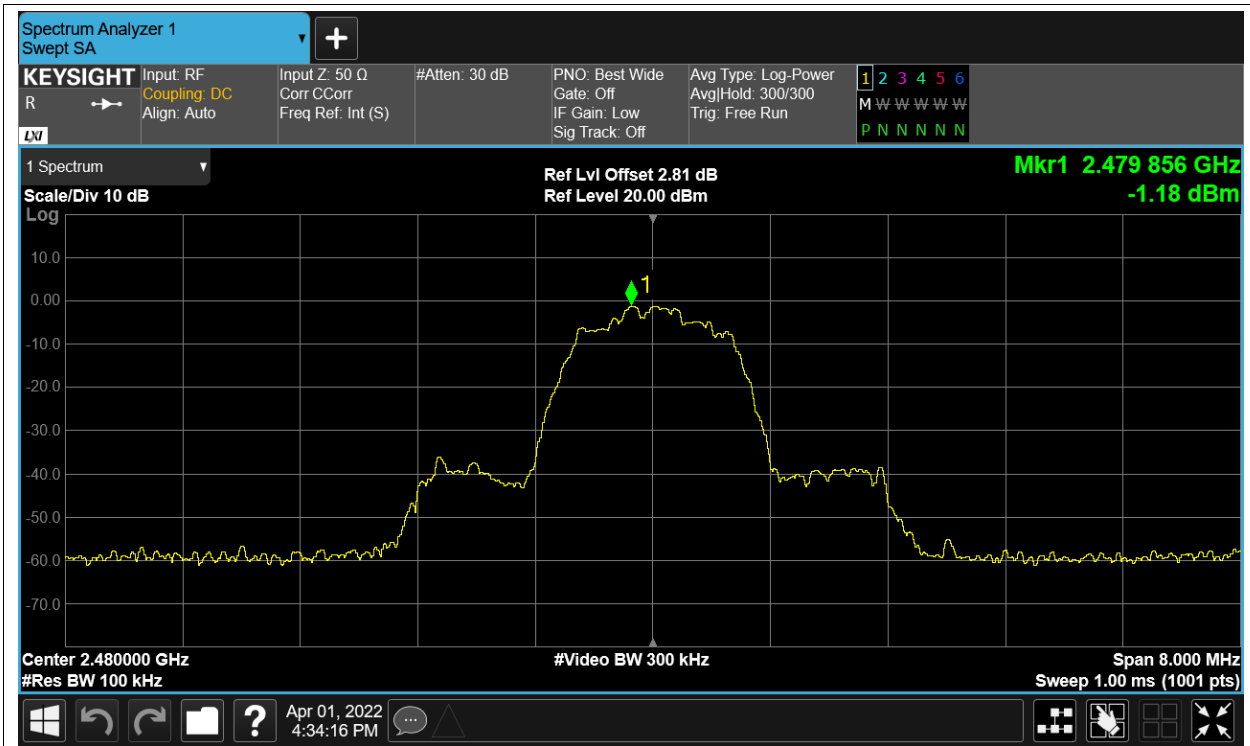 Spectrum Analyzer 1
Swept SA
KEYSIGHT
R
LXI
Input: RF
Coupling: DC
Align: Auto
Input Z: 50 Ω
Corr CCorr
Freq Ref: Int (S)
#Atten: 30 dB
PNO: Best Wide
Gate: Off
IF Gain: Low
Sig Track: Off
Avg Type: Log-Power
Avg|Hold: 300/300
Trig: Free Run
1 2 3 4 5 6
M W W W W W
P N N N N N
1 Spectrum
Scale/Div 10 dB
Log
Ref Lvl Offset 2.81 dB
Ref Level 20.00 dBm
Mkr1 2.479 856 GHz
-1.18 dBm
1
10.0
0.00
-10.0
-20.0
-30.0
-40.0
-50.0
-60.0
-70.0
Center 2.480000 GHz
#Res BW 100 kHz
#Video BW 300 kHz
Span 8.000 MHz
Sweep 1.00 ms (1001 pts)
?
Apr 01, 2022
4:34:16 PM